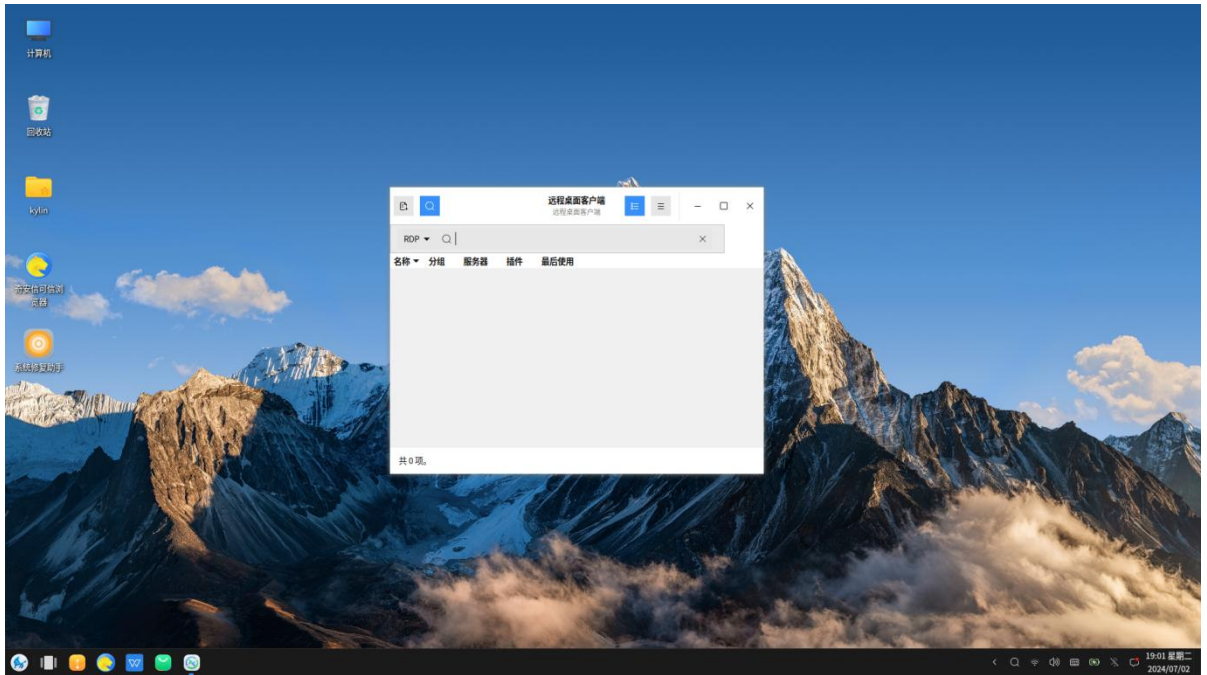 计算机
回收站
kylin
奇安信可信浏
览器
系统修复助手
远程桌面客户端
远程桌面客户端
RDP
名称 分组 服务器 插件 最后使用
共 0 项。
19:01 星期二
2024/07/02